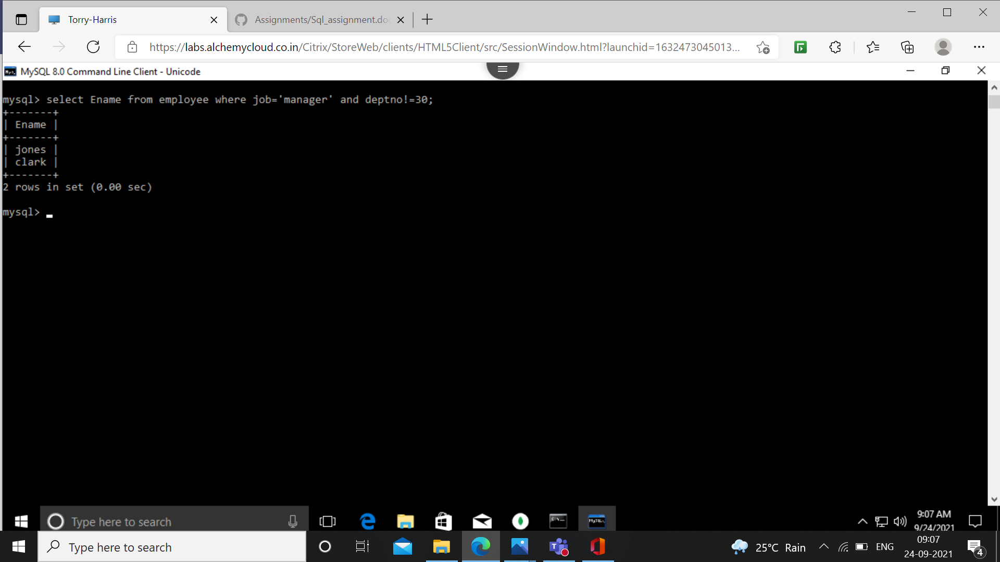 Torry-Harris
Assignments/Sql_assignment.do
https://labs.alchemycloud.co.in/Citrix/StoreWeb/clients/HTML5Client/src/SessionWindow.html?launchid=1632473045013...
MySQL 8.0 Command Line Client - Unicode
mysql> select Ename from employee where job='manager' and deptno!=30;
+-------+
| Ename |
+-------+
| jones |
| clark |
+-------+
2 rows in set (0.00 sec)
mysql>
Type here to search
9:07 AM
9/24/2021
Type here to search
25°C Rain
ENG
09:07
24-09-2021
4